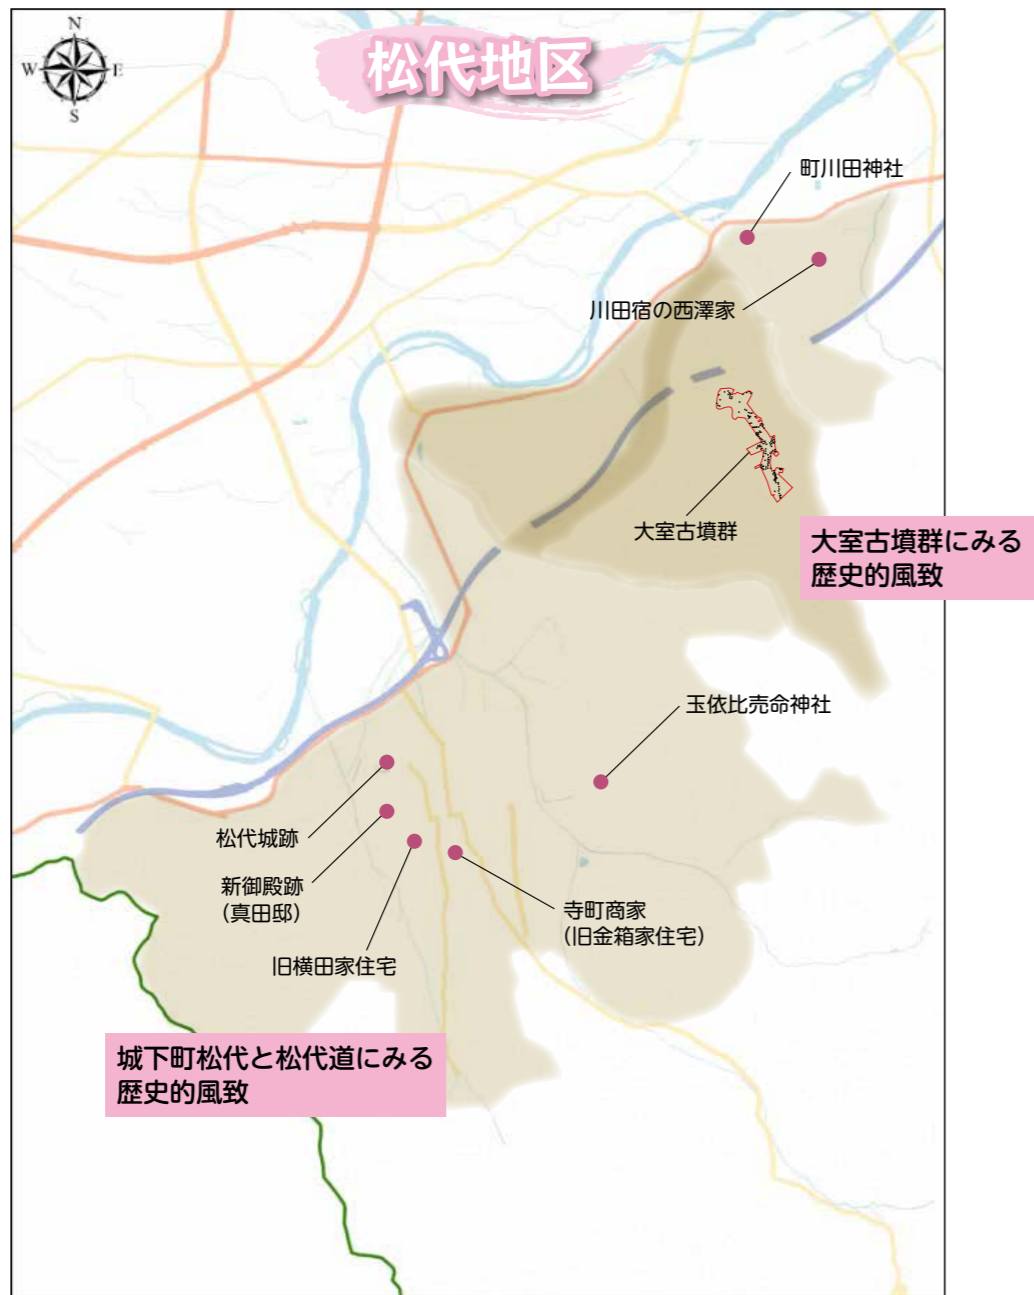 N
W E
S
松代地区
町川田神社
川田宿の西澤家
大室古墳群
大室古墳群にみる
歴史的風致
玉依比売命神社
松代城跡
新御殿跡
（真田邸）
旧横田家住宅
寺町商家
（旧金箱家住宅）
城下町松代と松代道にみる
歴史的風致